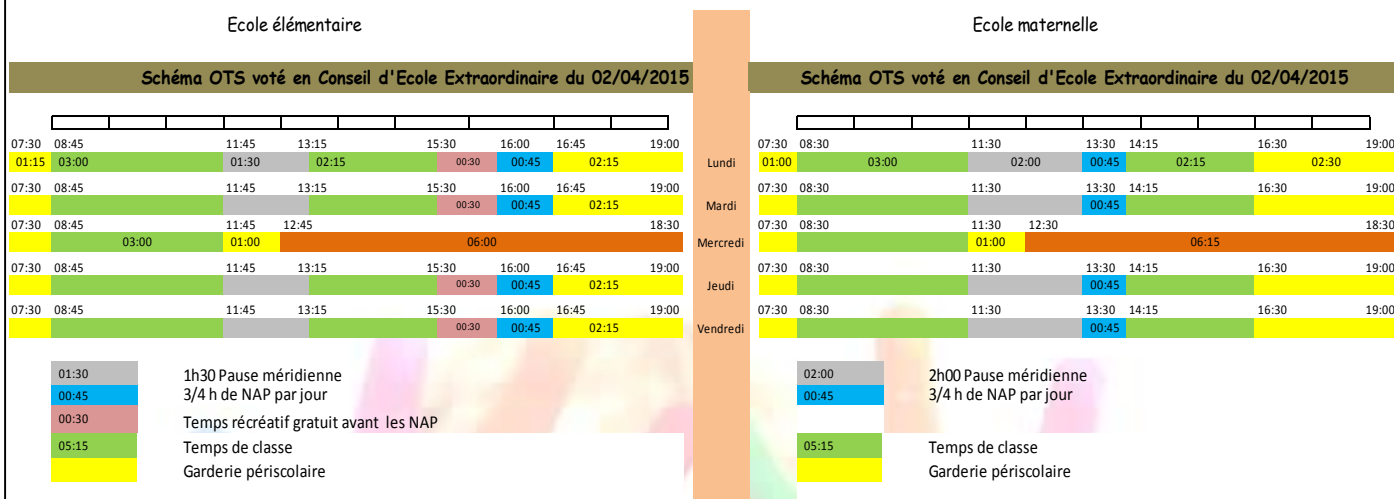 Ecole élémentaire
Schéma OTS voté en Conseil d'Ecole Extraordinaire du 02/04/2015
07:30 08:45 11:45 13:15 15:30 16:00 16:45 19:00
01:15 03:00 01:30 02:15 00:30 00:45 02:15
07:30 08:45 11:45 13:15 15:30 16:00 16:45 19:00
00:30 00:45 02:15
07:30 08:45 11:45 12:45 18:30
03:00 01:00 06:00
07:30 08:45 11:45 13:15 15:30 16:00 16:45 19:00
00:30 00:45 02:15
07:30 08:45 11:45 13:15 15:30 16:00 16:45 19:00
00:30 00:45 02:15
01:30 1h30 Pause méridienne
00:45 3/4 h de NAP par jour
00:30 Temps récréatif gratuit avant les NAP
05:15 Temps de classe
Garderie périscolaire
Lundi
Mardi
Mercredi
Jeudi
Vendredi
Ecole maternelle
Schéma OTS voté en Conseil d'Ecole Extraordinaire du 02/04/2015
07:30 08:30 11:30 13:30 14:15 16:30 19:00
01:00 03:00 02:00 00:45 02:15 02:30
07:30 08:30 11:30 13:30 14:15 16:30 19:00
00:45
07:30 08:30 11:30 12:30 18:30
01:00 06:15
07:30 08:30 11:30 13:30 14:15 16:30 19:00
00:45
07:30 08:30 11:30 13:30 14:15 16:30 19:00
00:45
02:00 2h00 Pause méridienne
00:45 3/4 h de NAP par jour
05:15 Temps de classe
Garderie périscolaire